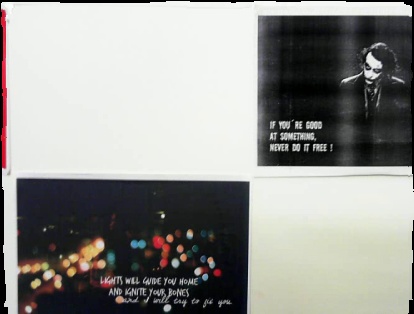 IF YOU´RE GOOD
AT SOMETHING,
NEVER DO IT FREE !
LIGHTS WILL GUIDE YOU HOME
AND IGNITE YOUR BONES
and I will try to fix you